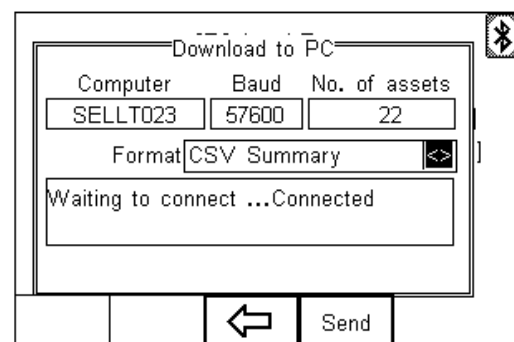 Download to PC
Computer Baud No. of assets
SELLT023 57600 22
Format CSV Summary <>
Waiting to connect ...Connected
Send